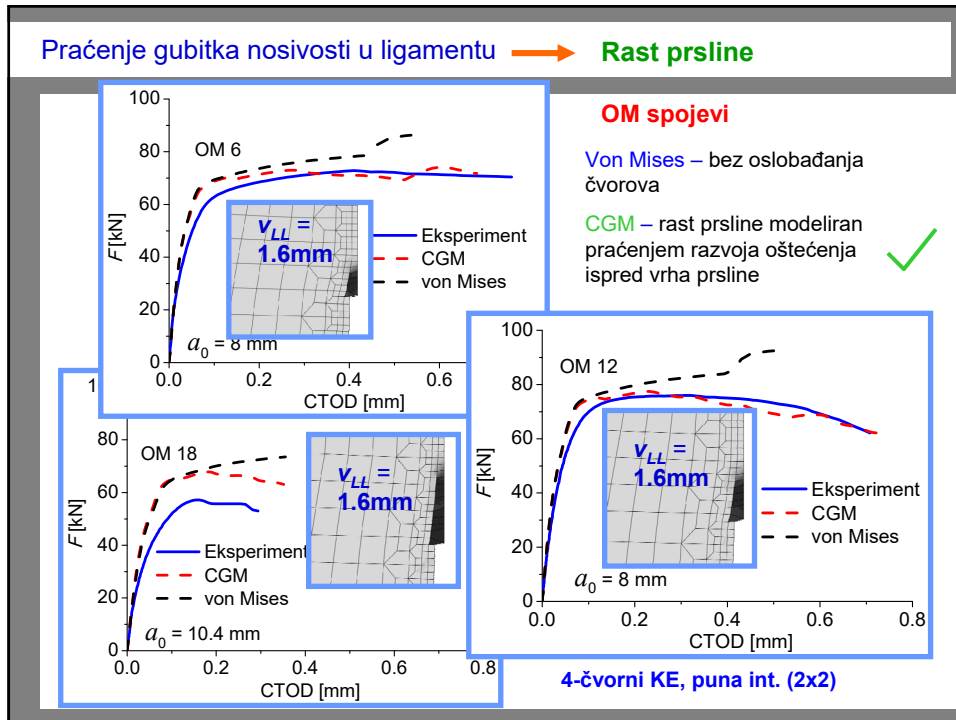 Praćenje gubitka nosivosti u ligamentu
Rast prsline
OM spojevi
Von Mises – bez oslobađanja
čvorova
CGM – rast prsline modeliran
praćenjem razvoja oštećenja
ispred vrha prsline
100
80
60
40
20
0
F[kN]
OM 6
v_LL =
1.6mm
Eksperiment
CGM
von Mises
a_0 = 8 mm
0.0 0.2 0.4 0.6
CTOD [mm]
100
80
60
40
20
0
F[kN]
OM 12
v_LL =
1.6mm
Eksperiment
CGM
von Mises
a_0 = 8 mm
0.0 0.2 0.4 0.6 0.8
CTOD [mm]
1
80
60
40
20
0
F[kN]
OM 18
v_LL =
1.6mm
Eksperiment
CGM
von Mises
a_0 = 10.4 mm
0.0 0.2 0.4 0.6 0.8
CTOD [mm]
4-čvorni KE, puna int. (2x2)